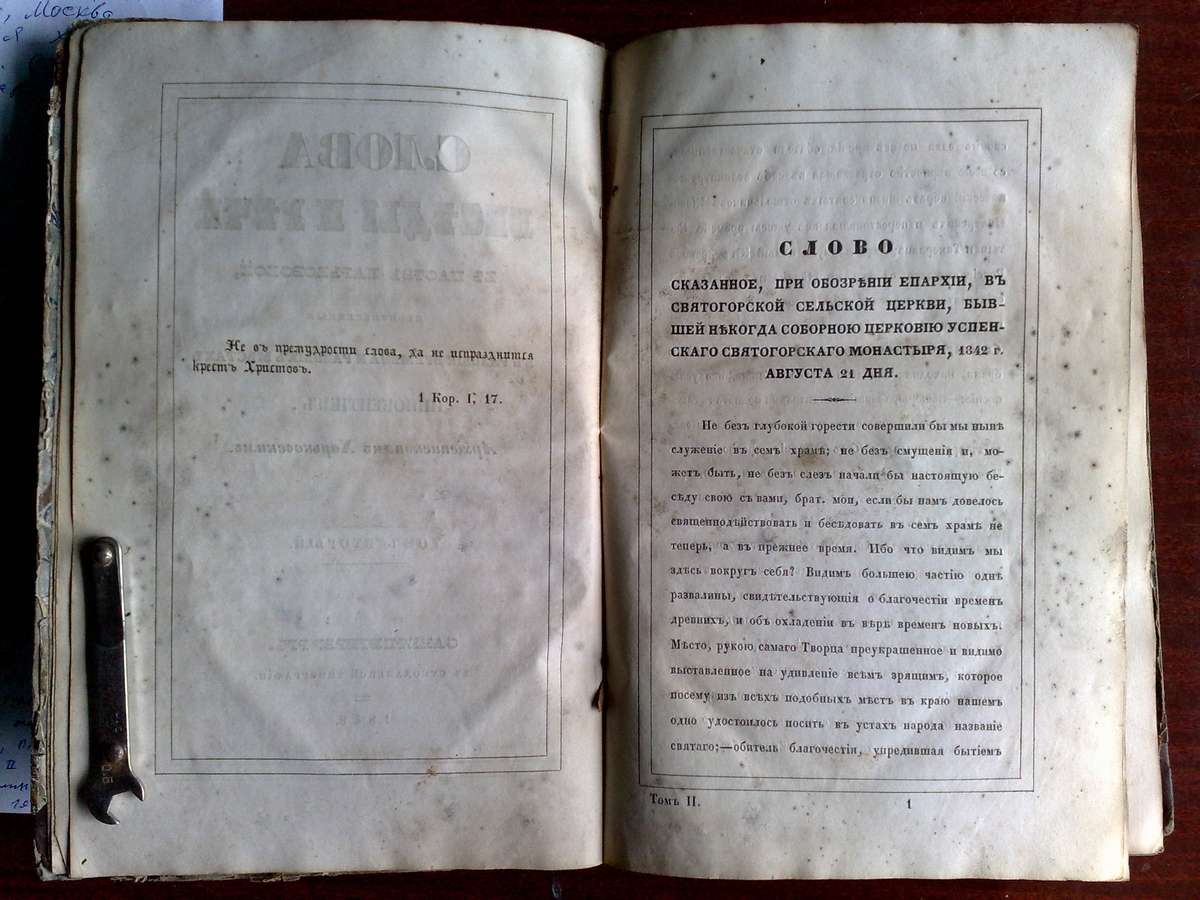 Москва
Не въ премудрости слова, да не испразднится
крестъ Христовъ.
1 Кор. I, 17.
СЛОВО
СКАЗАННОЕ, ПРИ ОБОЗРѢНІИ ЕПАРХІИ, ВЪ
СВЯТОГОРСКОЙ СЕЛЬСКОЙ ЦЕРКВИ, БЫВ-
ШЕЙ НѢКОГДА СОБОРНОЮ ЦЕРКОВІЮ УСПЕН-
СКАГО СВЯТОГОРСКАГО МОНАСТЫРЯ, 1842 г.
АВГУСТА 21 ДНЯ.
Не безъ глубокой горести совершили бы мы нынѣ
служеніе въ семъ храмѣ; не безъ смущенія и, мо-
жетъ быть, не безъ слезъ начали бы настоящую бе-
сѣду свою съ вами, брат. мои, если бы намъ довелось
священнодѣйствовать и бесѣдовать въ семъ храмѣ не
теперь, а въ прежнее время. Ибо что видимъ мы
здѣсь вокругъ себя? Видимъ большею частію однѣ
развалины, свидѣтельствующія о благочестіи временъ
древнихъ, и объ охлажденіи въ вѣрѣ временъ новыхъ.
Мѣсто, рукою самаго Творца преукрашенное и видимо
выставленное на удивленіе всѣмъ зрящимъ, которое
посему изъ всѣхъ подобныхъ мѣстъ въ краю нашемъ
одно удостоилось носить въ устахъ народа названіе
святаго;—обитель благочестія, упредившая бытіемъ
Томъ II.
1